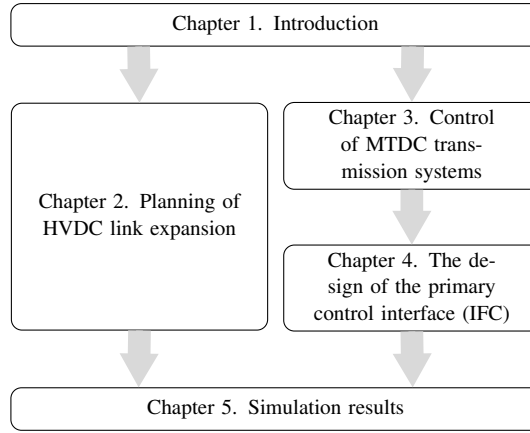 Chapter 1. Introduction
Chapter 2. Planning of
HVDC link expansion
Chapter 3. Control
of MTDC trans-
mission systems
Chapter 4. The de-
sign of the primary
control interface (IFC)
Chapter 5. Simulation results